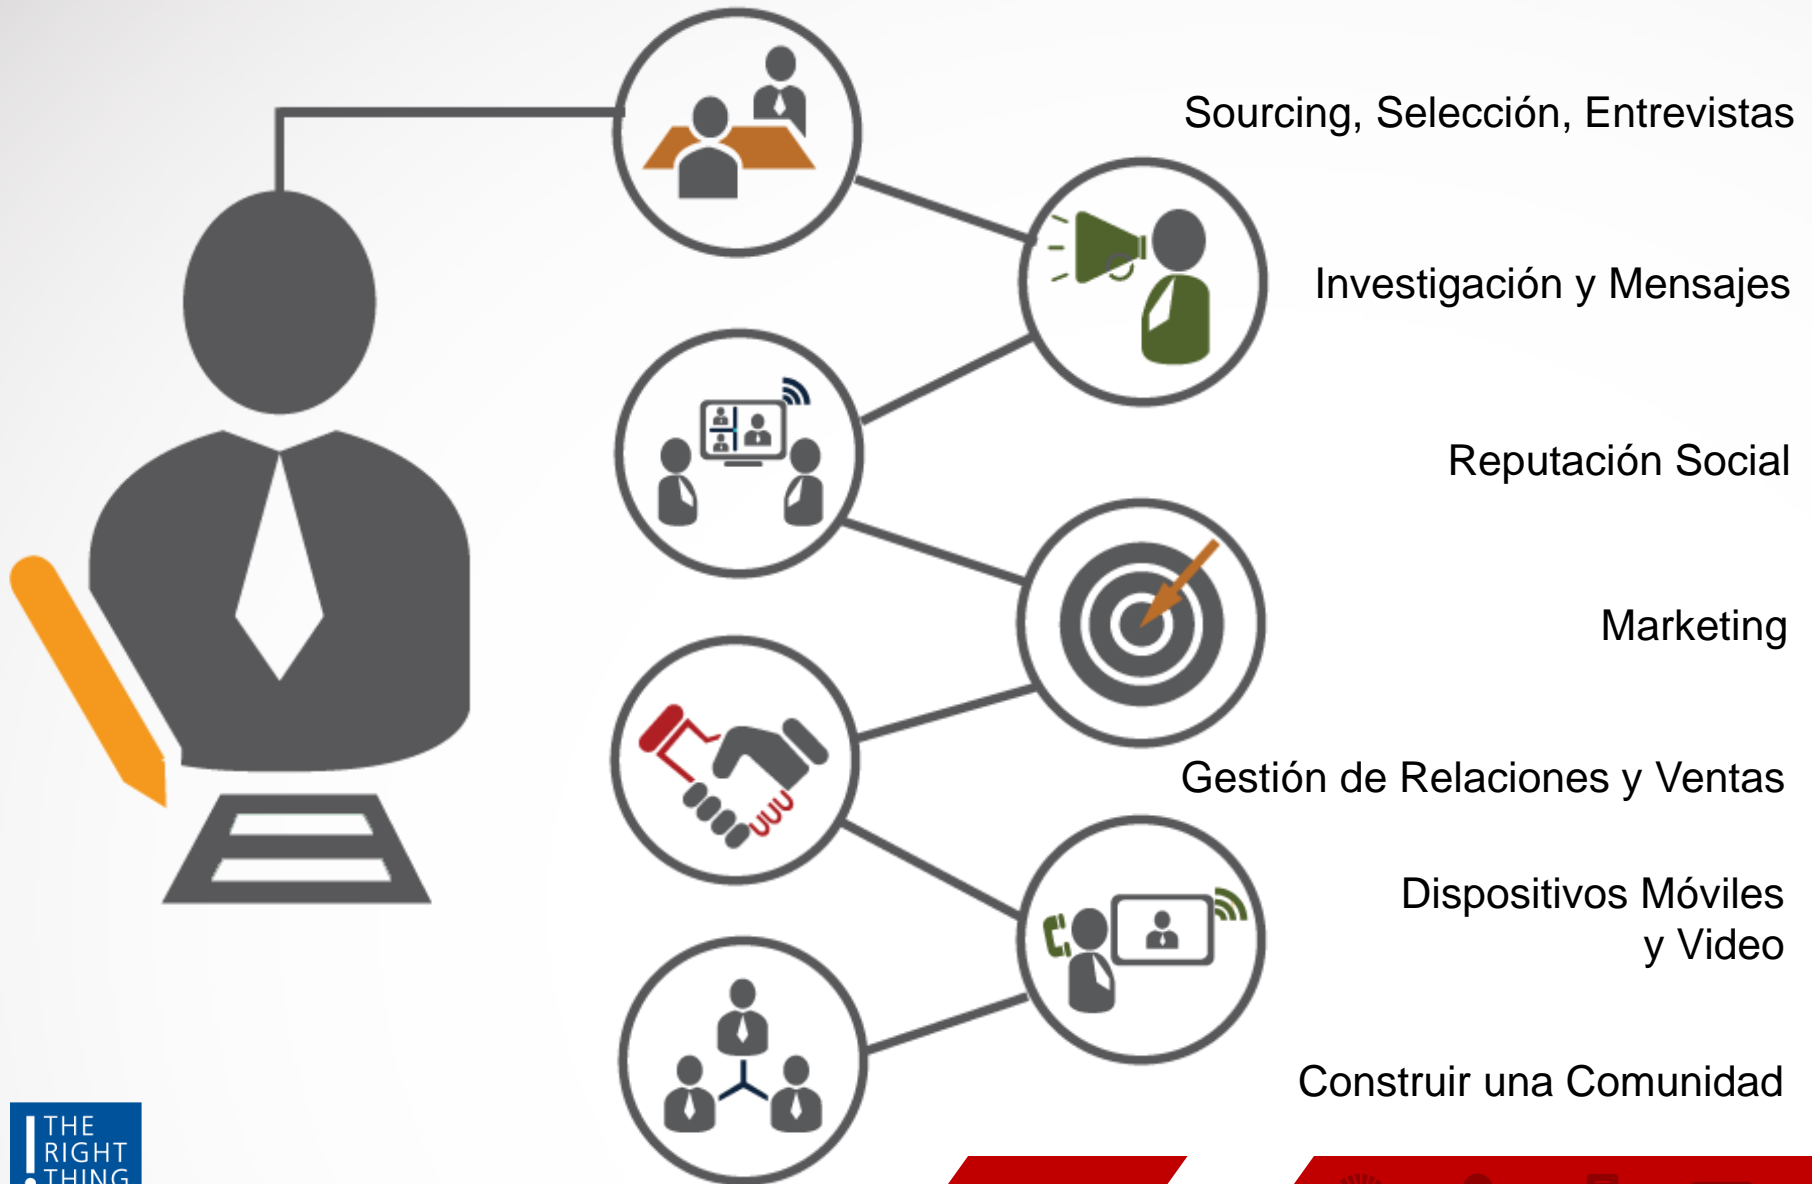 Sourcing, Selección, Entrevistas
Investigación y Mensajes
Reputación Social
Marketing
Gestión de Relaciones y Ventas
Dispositivos Móviles
y Video
Construir una Comunidad
THE
RIGHT
THING